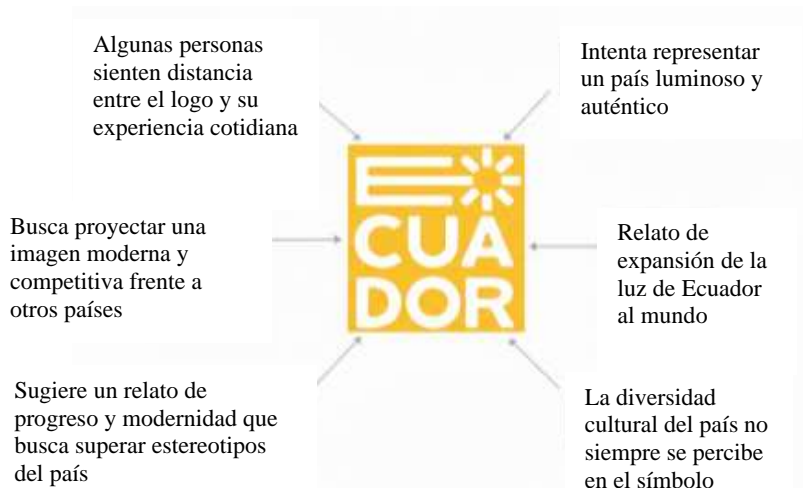 Algunas personas
sienten distancia
entre el logo y su
experiencia cotidiana
Intenta representar
un país luminoso y
auténtico
Busca proyectar una
imagen moderna y
competitiva frente a
otros países
E
CUA
DOR
Relato de
expansión de la
luz de Ecuador
al mundo
Sugiere un relato de
progreso y modernidad que
busca superar estereotipos
del país
La diversidad
cultural del país no
siempre se percibe
en el símbolo